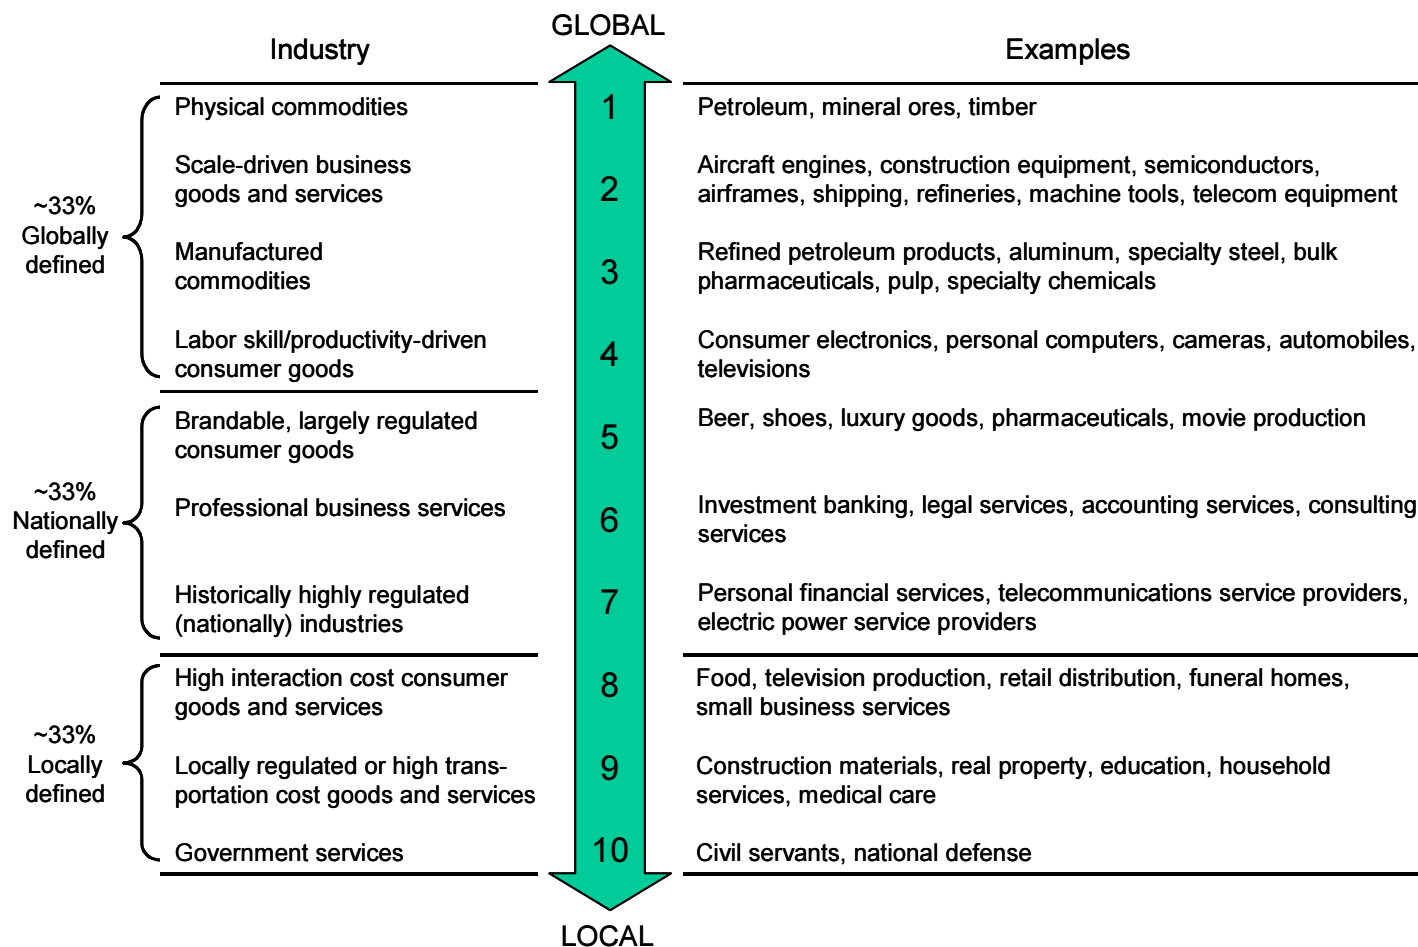 GLOBAL
Industry
Examples
~33%
Globally
defined
Physical commodities
1
Petroleum, mineral ores, timber
Scale-driven business
goods and services
2
Aircraft engines, construction equipment, semiconductors,
airframes, shipping, refineries, machine tools, telecom equipment
Manufactured
commodities
3
Refined petroleum products, aluminum, specialty steel, bulk
pharmaceuticals, pulp, specialty chemicals
Labor skill/productivity-driven
consumer goods
4
Consumer electronics, personal computers, cameras, automobiles,
televisions
~33%
Nationally
defined
Brandable, largely regulated
consumer goods
5
Beer, shoes, luxury goods, pharmaceuticals, movie production
Professional business services
6
Investment banking, legal services, accounting services, consulting
services
Historically highly regulated
(nationally) industries
7
Personal financial services, telecommunications service providers,
electric power service providers
~33%
Locally
defined
High interaction cost consumer
goods and services
8
Food, television production, retail distribution, funeral homes,
small business services
Locally regulated or high trans-
portation cost goods and services
9
Construction materials, real property, education, household
services, medical care
Government services
10
Civil servants, national defense
LOCAL